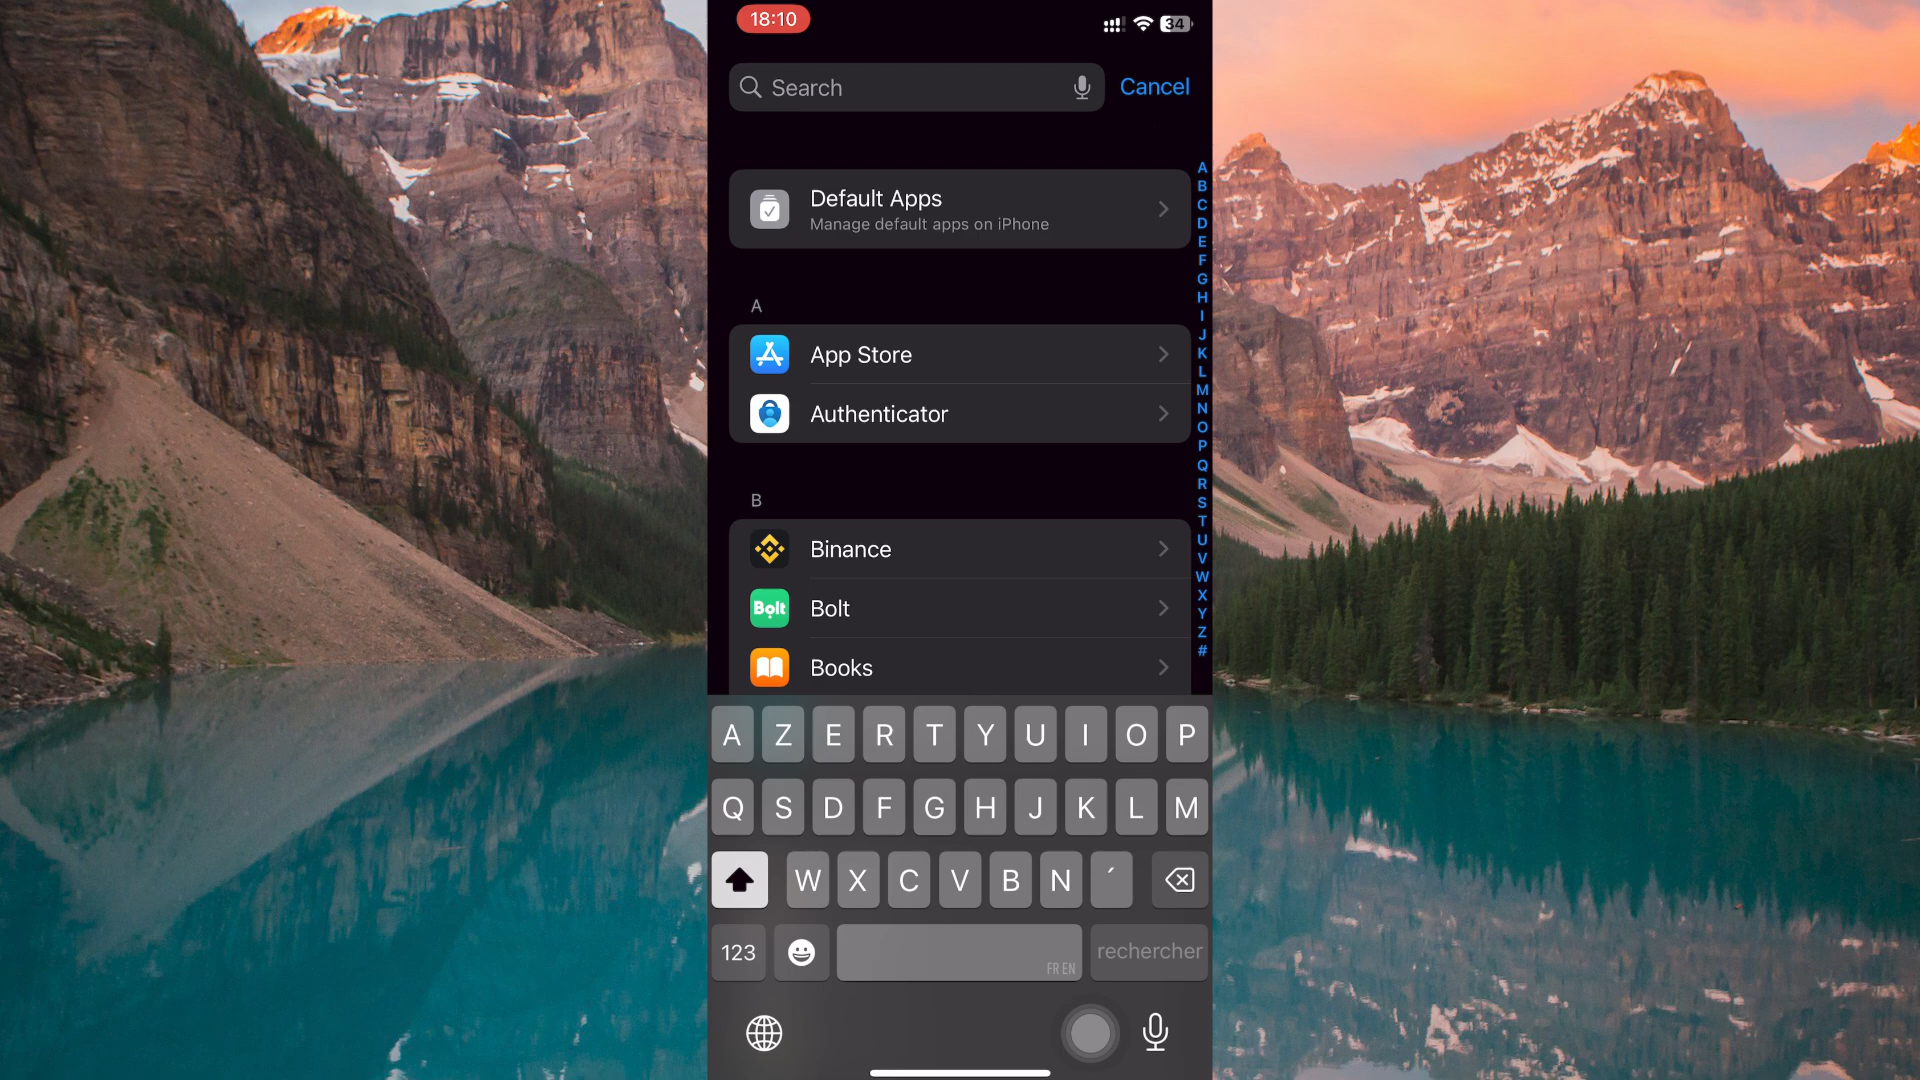 18:10
34
Search
Cancel
Default Apps
Manage default apps on iPhone
A
App Store
Authenticator
B
Binance
Bolt
Bolt
Books
A
B
C
D
E
F
G
H
I
J
K
L
M
N
O
P
Q
R
S
T
U
V
W
X
Y
Z
#
A Z E R T Y U I O P
Q S D F G H J K L M
W X C V B N ´
123
FR EN
rechercher